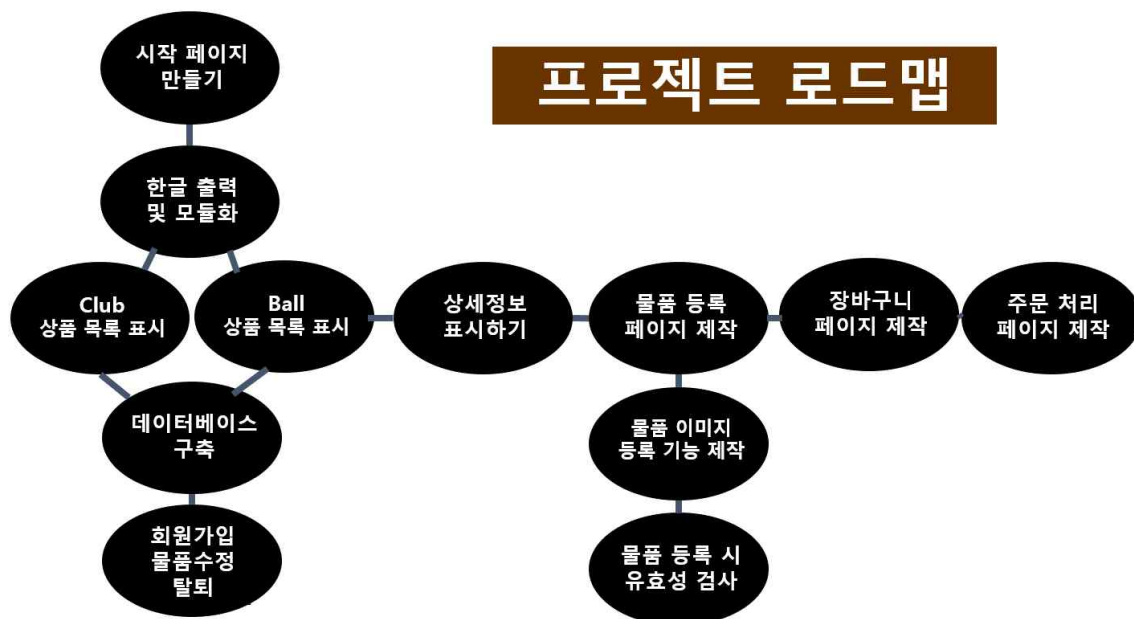 프로젝트 로드맵
시작 페이지
만들기
한글 출력
및 모듈화
Club
상품 목록 표시
Ball
상품 목록 표시
상세정보
표시하기
물품 등록
페이지 제작
장바구니
페이지 제작
주문 처리
페이지 제작
데이터베이스
구축
물품 이미지
등록 기능 제작
회원가입
물품수정
탈퇴
물품 등록 시
유효성 검사